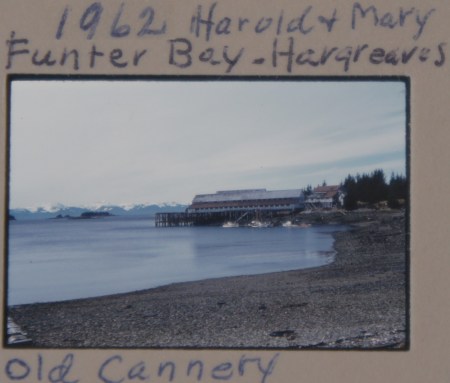 1962 Harold & Mary
Funter Bay - Hargreaves
Old Cannery